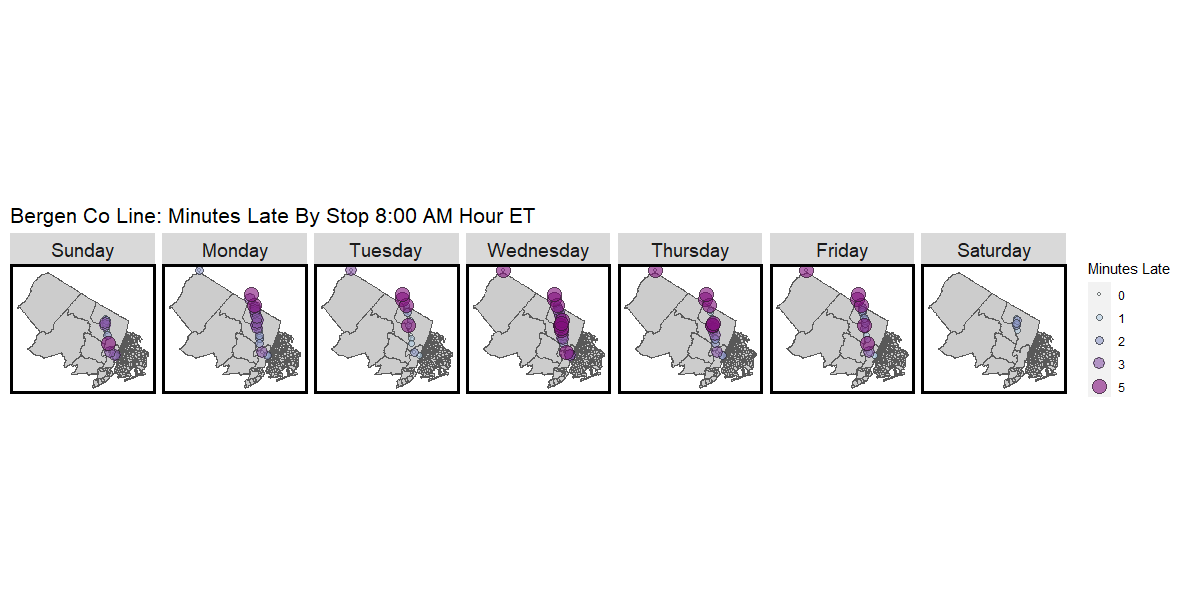 Bergen Co Line: Minutes Late By Stop 8:00 AM Hour ET
Sunday
Monday
Tuesday
Wednesday
Thursday
Friday
Saturday
Minutes Late
0
1
2
3
5